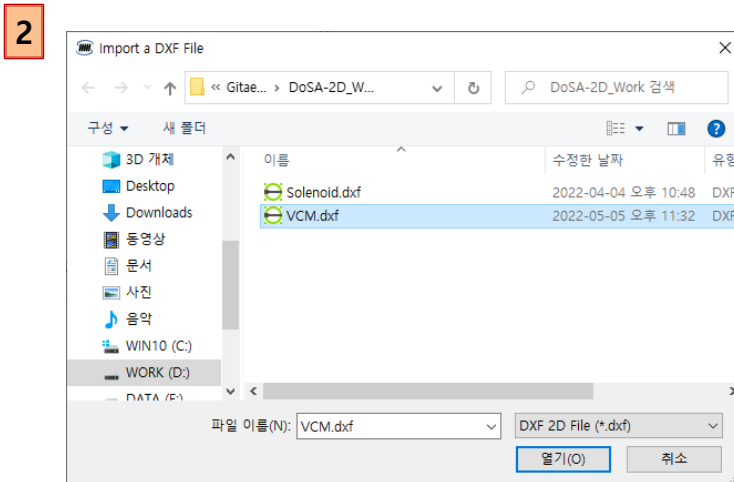 2
Import a DXF File
« Gitae... › DoSA-2D_W...
DoSA-2D_Work 검색
구성
새 폴더
3D 개체
Desktop
Downloads
동영상
문서
사진
음악
WIN10 (C:)
WORK (D:)
DATA (E:)
이름
수정한 날짜
유형
Solenoid.dxf
2022-04-04 오후 10:48
DXF
VCM.dxf
2022-05-05 오후 11:32
DXF
파일 이름(N):
VCM.dxf
DXF 2D File (*.dxf)
열기(O)
취소